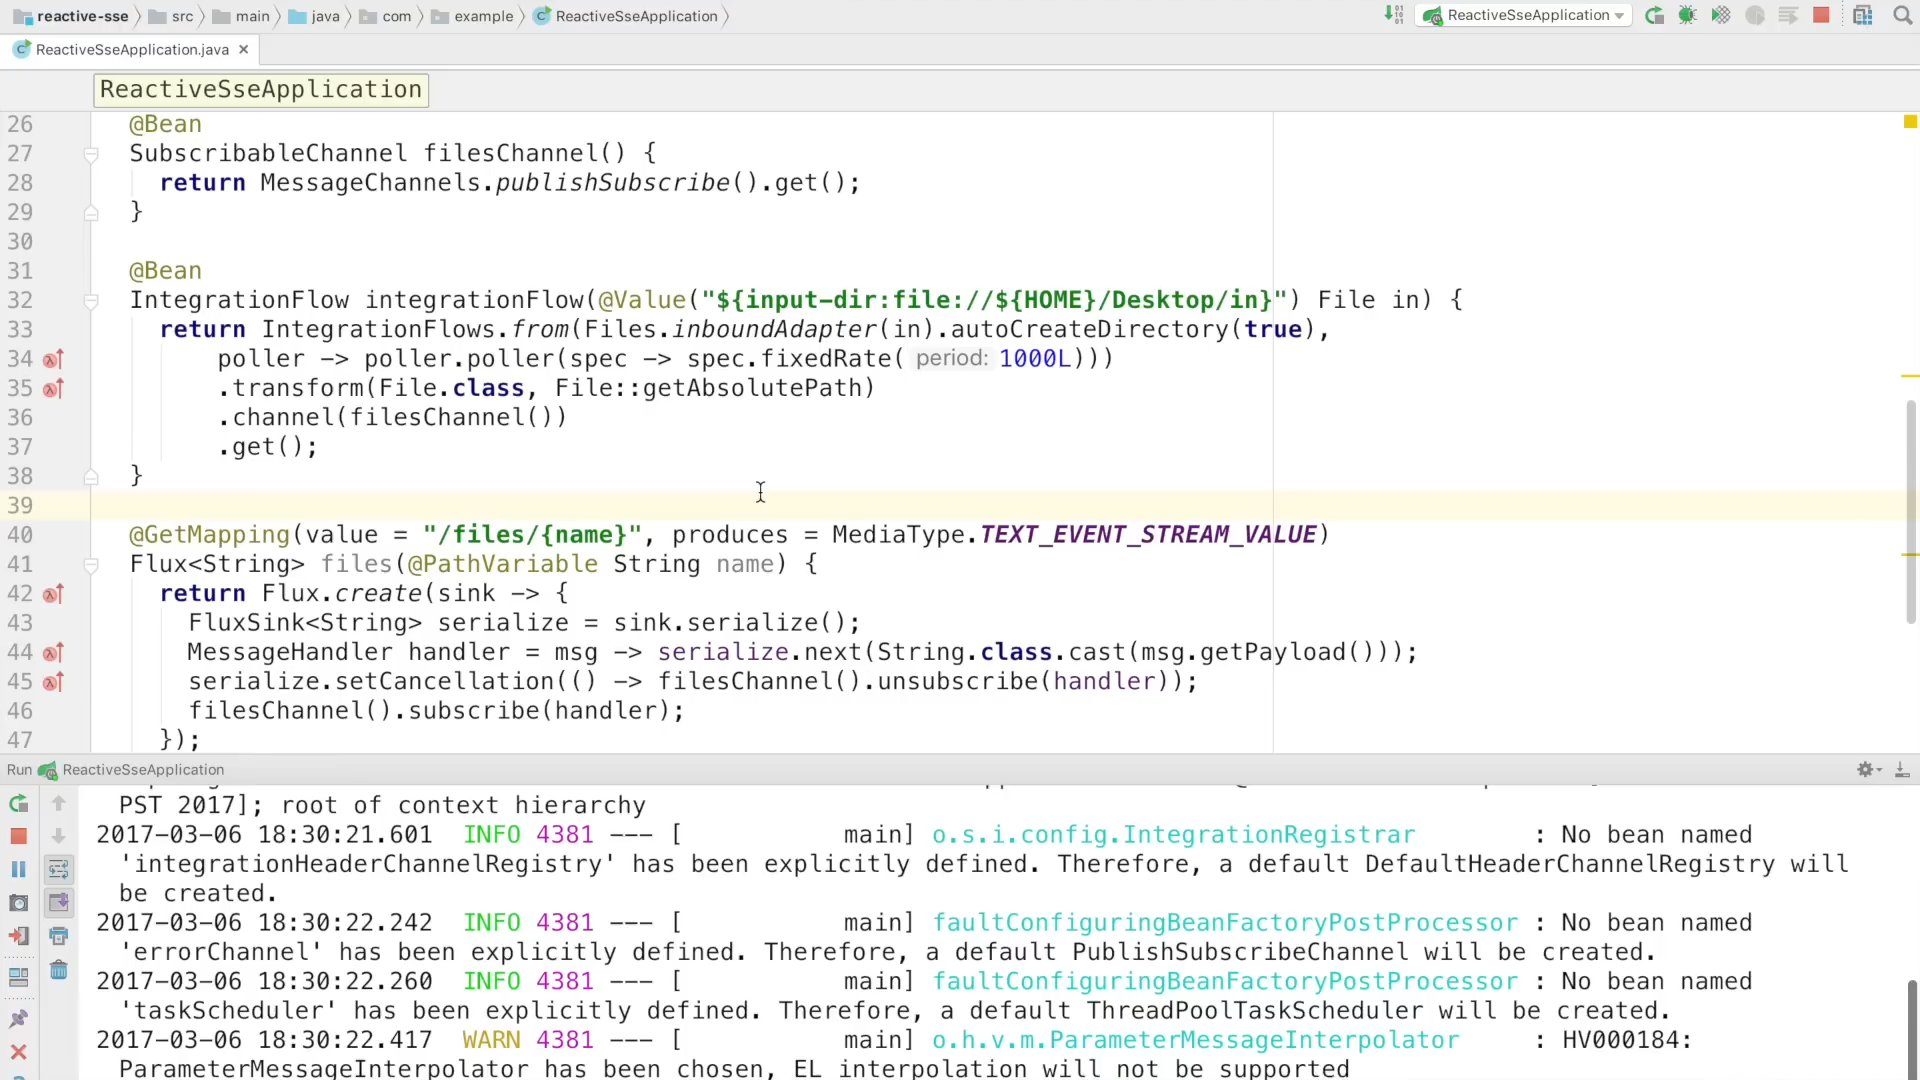 reactive-sse src main java com example ReactiveSseApplication ReactiveSseApplication
ReactiveSseApplication.java
ReactiveSseApplication
26 @Bean
27 SubscribableChannel filesChannel() {
28 return MessageChannels.publishSubscribe().get();
29 }
30
31 @Bean
32 IntegrationFlow integrationFlow(@Value("${input-dir:file://${HOME}/Desktop/in}") File in) {
33 return IntegrationFlows.from(Files.inboundAdapter(in).autoCreateDirectory(true),
34 poller -> poller.poller(spec -> spec.fixedRate( period: 1000L)))
35 .transform(File.class, File::getAbsolutePath)
36 .channel(filesChannel())
37 .get();
38 }
39
40 @GetMapping(value = "/files/{name}", produces = MediaType.TEXT_EVENT_STREAM_VALUE)
41 Flux<String> files(@PathVariable String name) {
42 return Flux.create(sink -> {
43 FluxSink<String> serialize = sink.serialize();
44 MessageHandler handler = msg -> serialize.next(String.class.cast(msg.getPayload()));
45 serialize.setCancellation(() -> filesChannel().unsubscribe(handler));
46 filesChannel().subscribe(handler);
47 });
Run ReactiveSseApplication
PST 2017]; root of context hierarchy
2017-03-06 18:30:21.601 INFO 4381 --- [ main] o.s.i.config.IntegrationRegistrar : No bean named
'integrationHeaderChannelRegistry' has been explicitly defined. Therefore, a default DefaultHeaderChannelRegistry will
be created.
2017-03-06 18:30:22.242 INFO 4381 --- [ main] faultConfiguringBeanFactoryPostProcessor : No bean named
'errorChannel' has been explicitly defined. Therefore, a default PublishSubscribeChannel will be created.
2017-03-06 18:30:22.260 INFO 4381 --- [ main] faultConfiguringBeanFactoryPostProcessor : No bean named
'taskScheduler' has been explicitly defined. Therefore, a default ThreadPoolTaskScheduler will be created.
2017-03-06 18:30:22.417 WARN 4381 --- [ main] o.h.v.m.ParameterMessageInterpolator : HV000184:
ParameterMessageInterpolator has been chosen, EL interpolation will not be supported